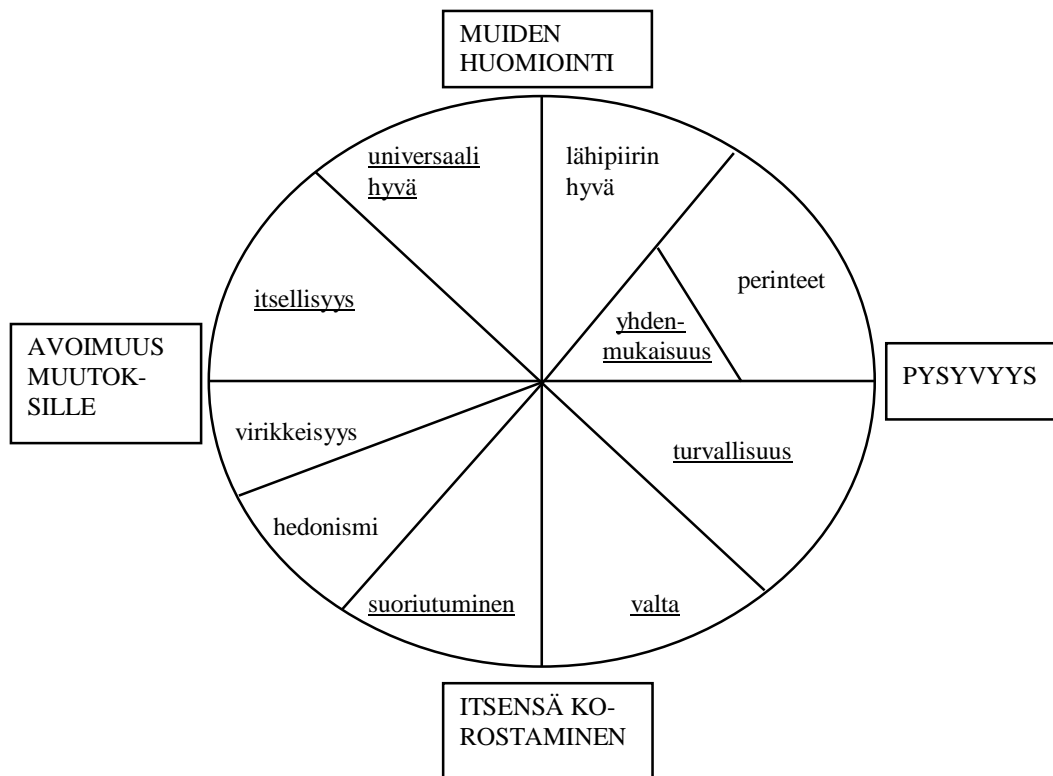 MUIDEN
HUOMIOINTI
universaali
hyvä
lähipiirin
hyvä
perinteet
itsellisyys
yhden-
mukaisuus
AVOIMUUS
MUUTOK-
SILLE
PYSYVYYS
virikkeisyys
turvallisuus
hedonismi
suoriutuminen
valta
ITSENSÄ KO-
ROSTAMINEN